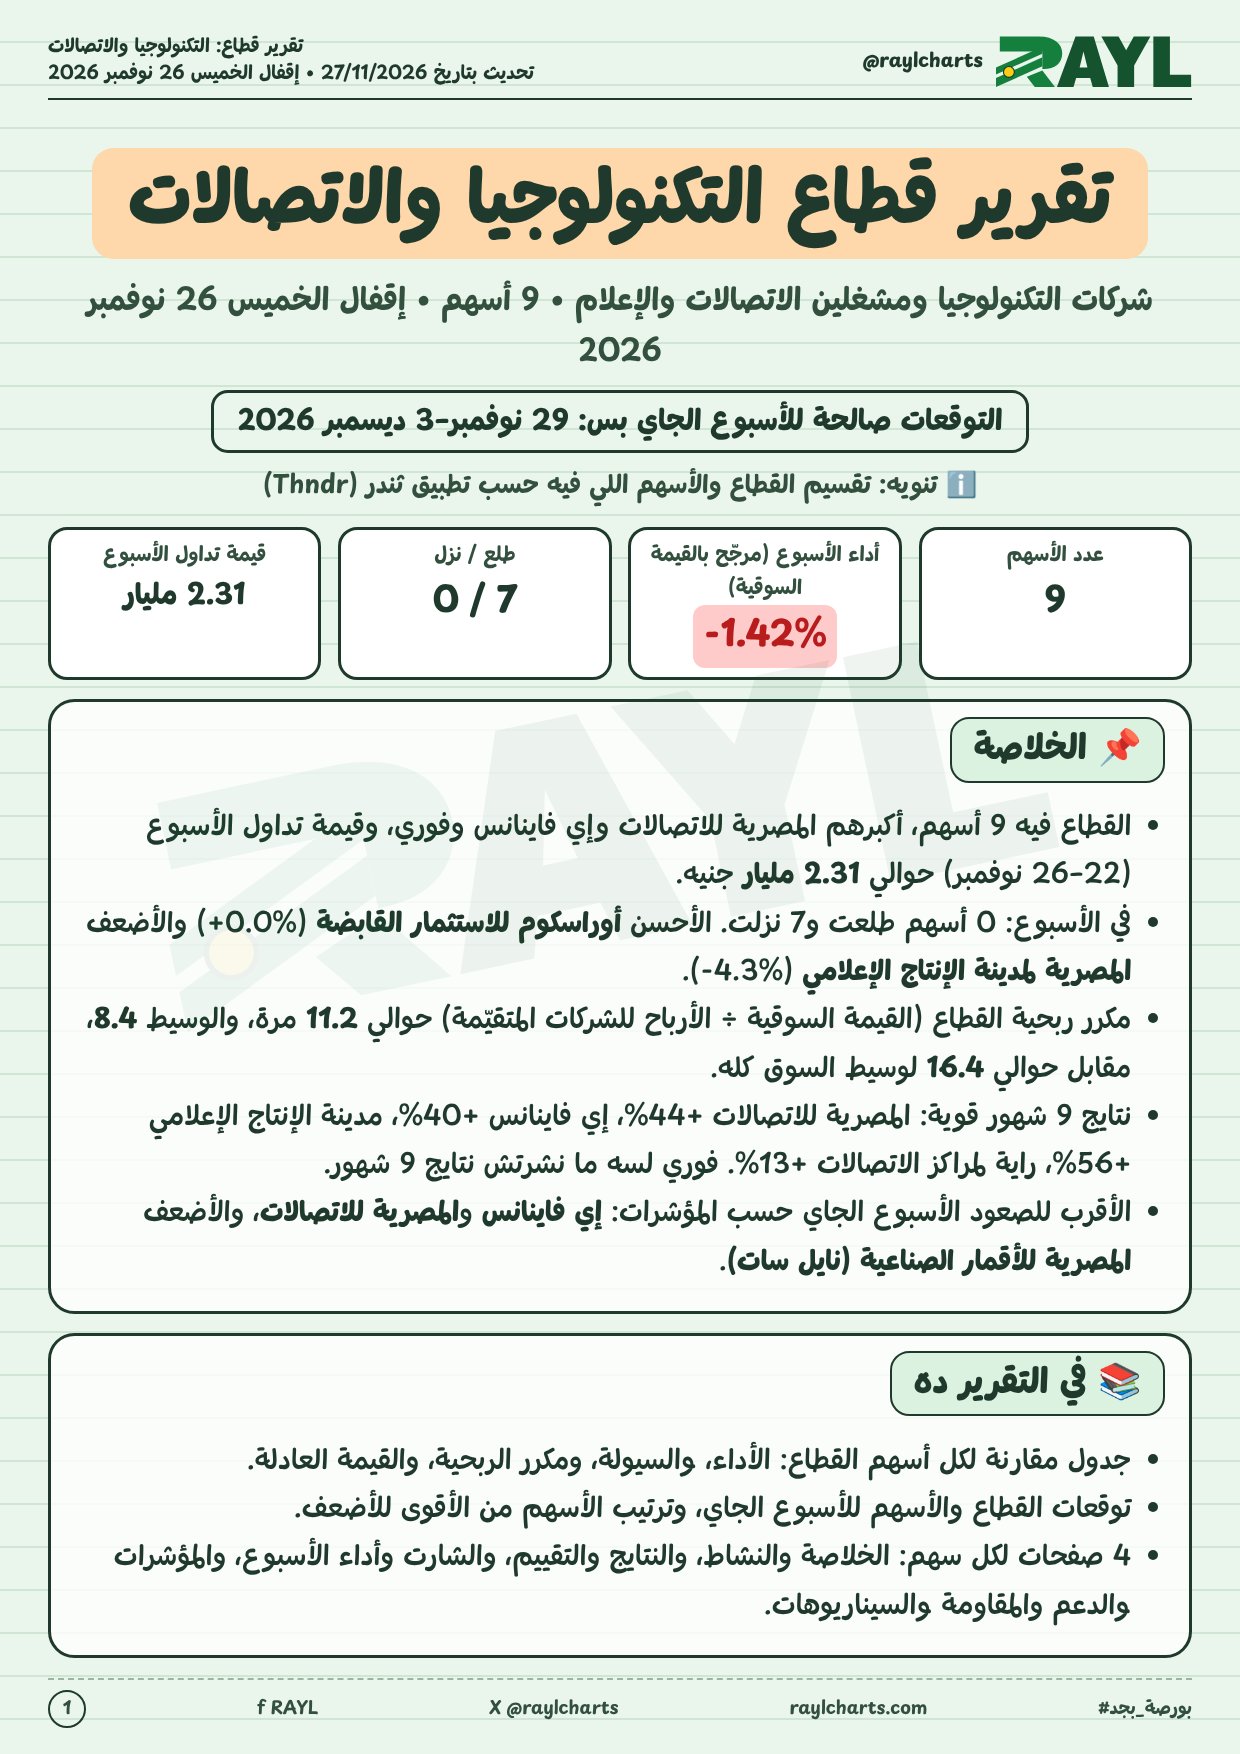 RAYL
@raylcharts
تقرير قطاع: التكنولوجيا والاتصالات
تحديث بتاريخ 27/11/2026 • إقفال الخميس 26 نوفمبر 2026
تقرير قطاع التكنولوجيا والاتصالات
شركات التكنولوجيا ومشغلين الاتصالات والإعلام • 9 أسهم • إقفال الخميس 26 نوفمبر
2026
التوقعات صالحة للأسبوع الجاي بس: 29 نوفمبر–3 ديسمبر 2026
ℹ️ تنويه: تقسيم القطاع والأسهم اللي فيه حسب تطبيق ثندر (Thndr)
عدد الأسهم
9
أداء الأسبوع (مرجّح بالقيمة
السوقية)
-1.42%
طلع / نزل
0 / 7
قيمة تداول الأسبوع
2.31 مليار
RAYL
📌 الخلاصة
• القطاع فيه 9 أسهم، أكبرهم المصرية للاتصالات وإي فاينانس وفوري، وقيمة تداول الأسبوع
(22–26 نوفمبر) حوالي 2.31 مليار جنيه.
• في الأسبوع: 0 أسهم طلعت و7 نزلت. الأحسن أوراسكوم للاستثمار القابضة (+0.0%) والأضعف
المصرية لمدينة الإنتاج الإعلامي (-4.3%).
• مكرر ربحية القطاع (القيمة السوقية ÷ الأرباح للشركات المتقيّمة) حوالي 11.2 مرة، والوسيط 8.4،
مقابل حوالي 16.4 لوسيط السوق كله.
• نتايج 9 شهور قوية: المصرية للاتصالات +44%، إي فاينانس +40%، مدينة الإنتاج الإعلامي
+56%، راية لمراكز الاتصالات +13%. فوري لسه ما نشرتش نتايج 9 شهور.
• الأقرب للصعود الأسبوع الجاي حسب المؤشرات: إي فاينانس والمصرية للاتصالات، والأضعف
المصرية للأقمار الصناعية (نايل سات).
📚 في التقرير ده
• جدول مقارنة لكل أسهم القطاع: الأداء، والسيولة، ومكرر الربحية، والقيمة العادلة.
• توقعات القطاع والأسهم للأسبوع الجاي، وترتيب الأسهم من الأقوى للأضعف.
• 4 صفحات لكل سهم: الخلاصة والنشاط، والنتايج والتقييم، والشارت وأداء الأسبوع، والمؤشرات
والدعم والمقاومة والسيناريوهات.
#بورصة_بجد
raylcharts.com
X @raylcharts
f RAYL
1